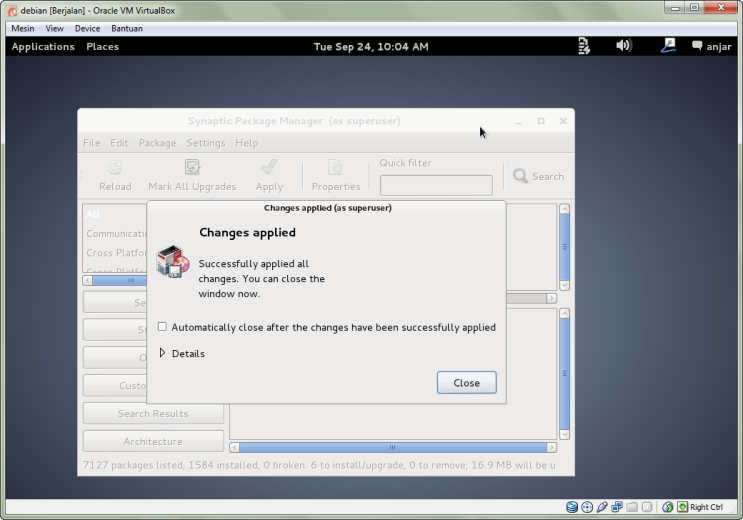 debian [Berjalan] - Oracle VM VirtualBox
Mesin View Device Bantuan
Applications Places Tue Sep 24, 10:04 AM anjar
Synaptic Package Manager (as superuser)
File Edit Package Settings Help
Quick filter
Reload Mark All Upgrades Apply Properties Search
Changes applied (as superuser)
All
Changes applied
Communicati
Cross Platfor
Successfully applied all
changes. You can close the
window now.
Se
Automatically close after the changes have been successfully applied
Details
Close
Custo
Search Results
Architecture
7127 packages listed, 1584 installed, 0 broken. 6 to install/upgrade, 0 to remove; 16.9 MB will be u
Right Ctrl